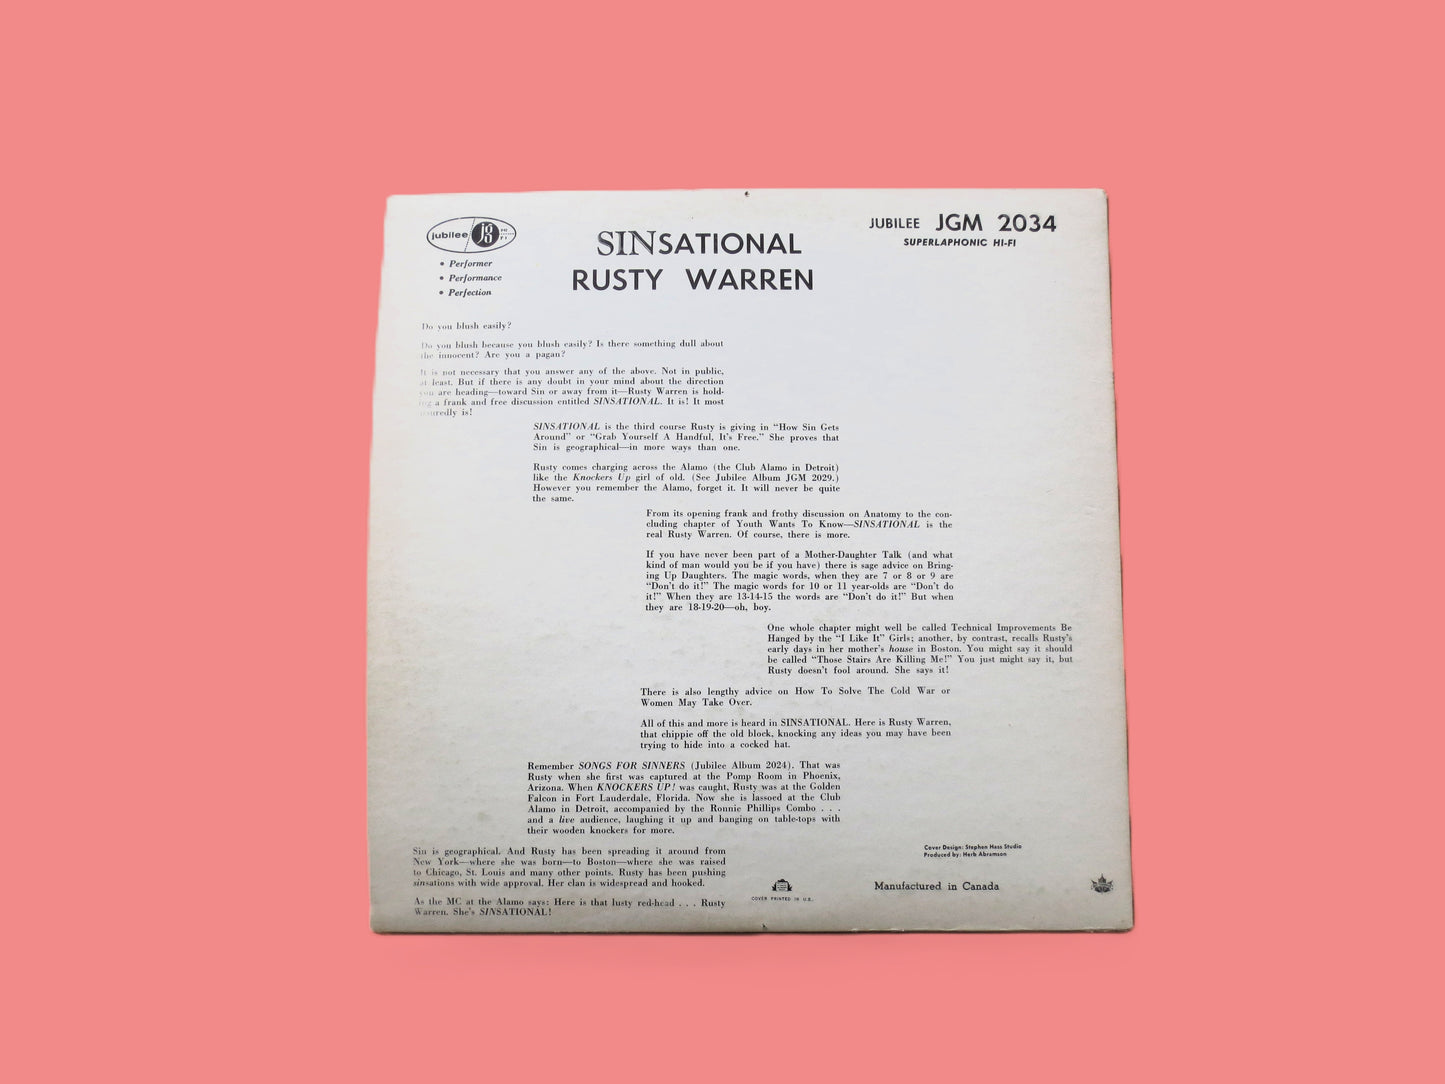 jubilee JGD HI FI
• Performer
• Performance
• Perfection
SINSATIONAL
RUSTY WARREN
JUBILEE JGM 2034
SUPERLAPHONIC HI-FI
Do you blush easily?
Do you blush because you blush easily? Is there something dull about
the innocent? Are you a pagan?
It is not necessary that you answer any of the above. Not in public,
at least. But if there is any doubt in your mind about the direction
you are heading—toward Sin or away from it—Rusty Warren is hold-
ing a frank and free discussion entitled SINSATIONAL. It is! It most
assuredly is!
SINSATIONAL is the third course Rusty is giving in “How Sin Gets
Around” or “Grab Yourself A Handful, It’s Free.” She proves that
Sin is geographical—in more ways than one.
Rusty comes charging across the Alamo (the Club Alamo in Detroit)
like the Knockers Up girl of old. (See Jubilee Album JGM 2029.)
However you remember the Alamo, forget it. It will never be quite
the same.
From its opening frank and frothy discussion on Anatomy to the con-
cluding chapter of Youth Wants To Know—SINSATIONAL is the
real Rusty Warren. Of course, there is more.
If you have never been part of a Mother-Daughter Talk (and what
kind of man would you be if you have) there is sage advice on Bring-
ing Up Daughters. The magic words, when they are 7 or 8 or 9 are
“Don’t do it!” The magic words for 10 or 11 year-olds are “Don’t do
it!” When they are 13-14-15 the words are “Don’t do it!” But when
they are 18-19-20—oh, boy.
One whole chapter might well be called Technical Improvements Be
Hanged by the “I Like It” Girls; another, by contrast, recalls Rusty’s
early days in her mother’s house in Boston. You might say it should
be called “Those Stairs Are Killing Me!” You just might say it, but
Rusty doesn’t fool around. She says it!
There is also lengthy advice on How To Solve The Cold War or
Women May Take Over.
All of this and more is heard in SINSATIONAL. Here is Rusty Warren,
that chippie off the old block, knocking any ideas you may have been
trying to hide into a cocked hat.
Remember SONGS FOR SINNERS (Jubilee Album 2024). That was
Rusty when she first was captured at the Pomp Room in Phoenix,
Arizona. When KNOCKERS UP! was caught, Rusty was at the Golden
Falcon in Fort Lauderdale, Florida. Now she is lassoed at the Club
Alamo in Detroit, accompanied by the Ronnie Phillips Combo . . .
and a live audience, laughing it up and banging on table-tops with
their wooden knockers for more.
Sin is geographical. And Rusty has been spreading it around from
New York—where she was born—to Boston—where she was raised
to Chicago, St. Louis and many other points. Rusty has been pushing
sinsations with wide approval. Her clan is widespread and hooked.
As the MC at the Alamo says: Here is that lusty red-head . . . Rusty
Warren. She’s SINSATIONAL!
Cover Design: Stephen Hass Studio
Produced by: Herb Abramson
COVER PRINTED IN U.S.
Manufactured in Canada